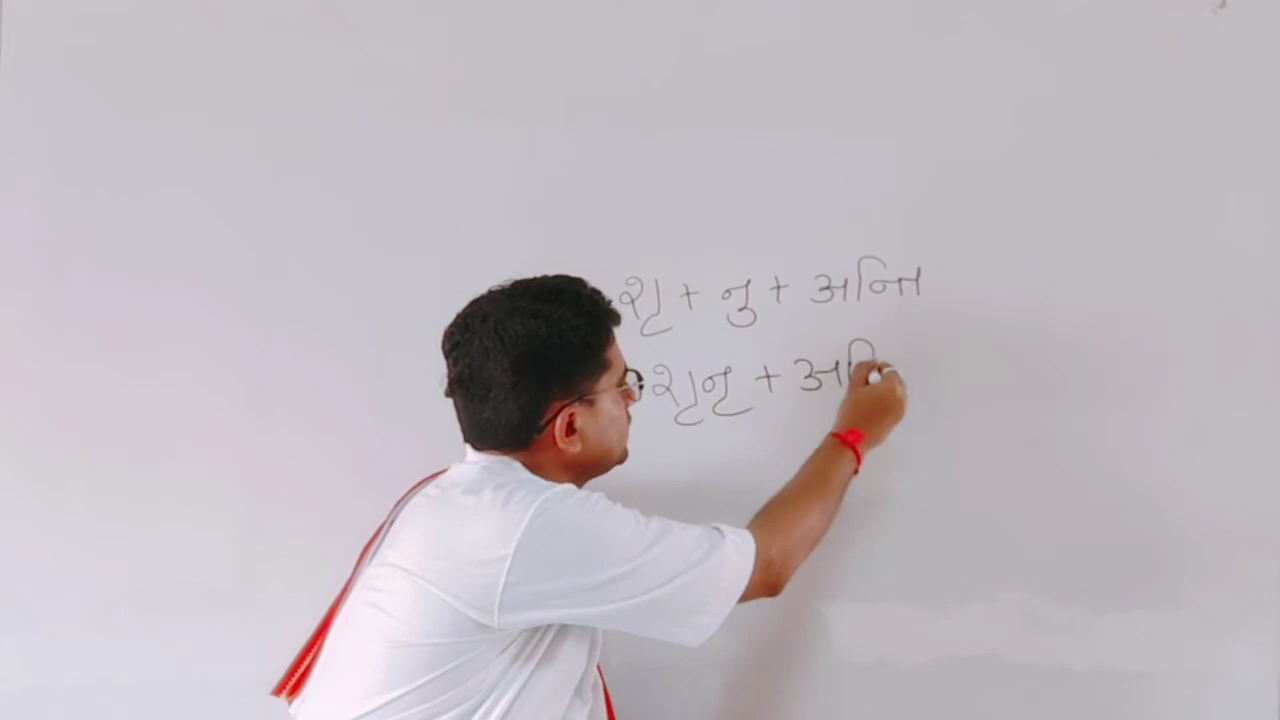 शृ + नु + अन्ति
शृनु + अ